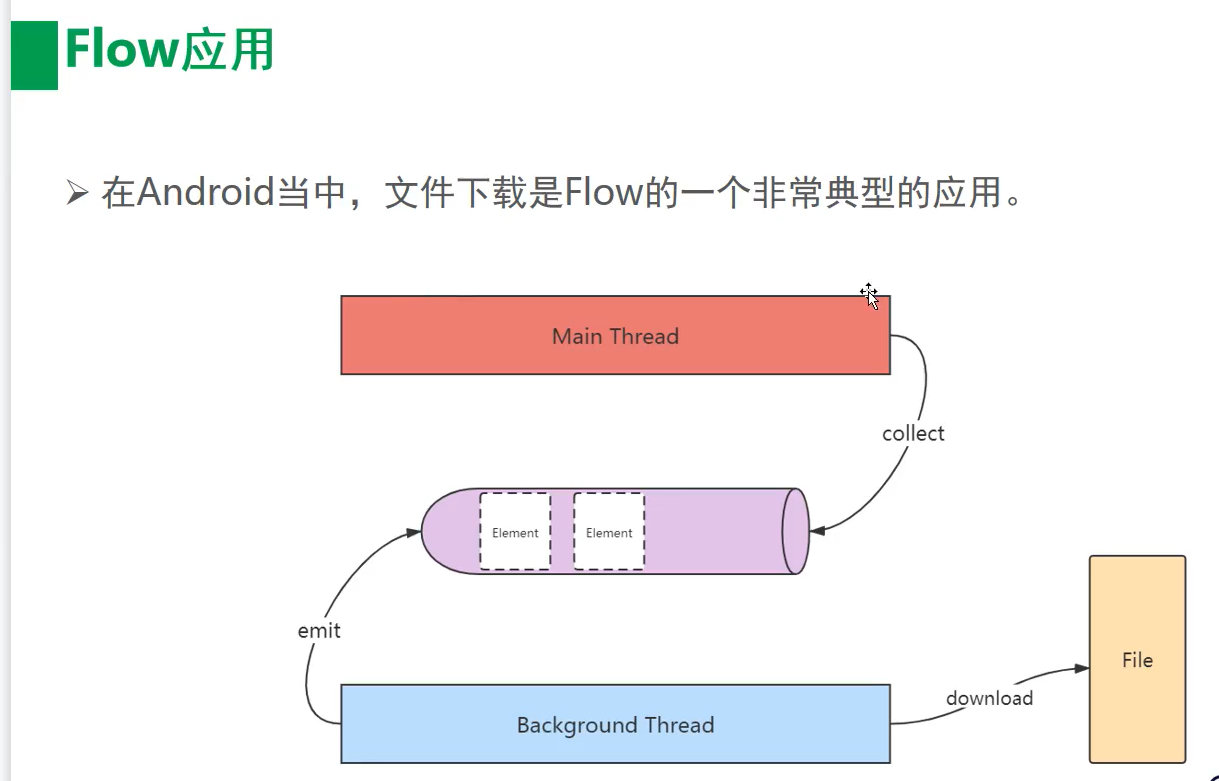 Flow应用
➢ 在Android当中，文件下载是Flow的一个非常典型的应用。
Main Thread
collect
Element
Element
emit
File
download
Background Thread